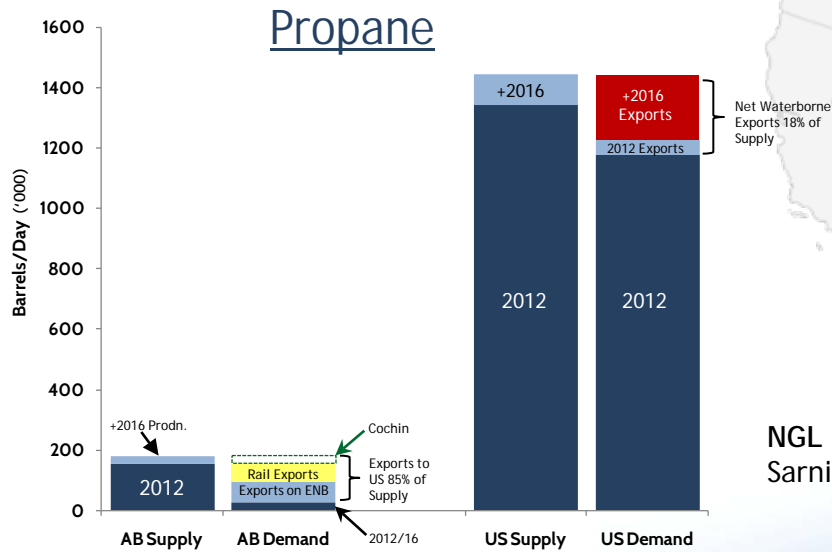 Propane
1600
1400
1200
1000
800
600
400
200
0
Barrels/Day ('000)
+2016 Prodn.
2012
Rail Exports
Exports on ENB
Cochin
Exports to
US 85% of
Supply
2012/16
+2016
2012
+2016
Exports
2012 Exports
2012
Net Waterborne
Exports 18% of
Supply
AB Supply
AB Demand
US Supply
US Demand
NGL
Sarni